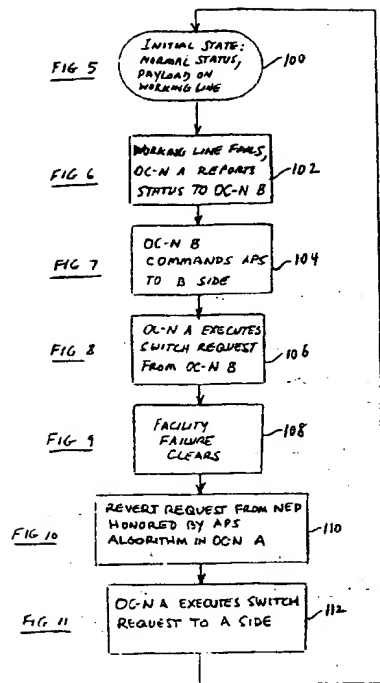 FIG 5
INITIAL STATE:
NORMAL STATUS,
PAYLOAD ON
WORKING LINE
100
FIG 6
WORKING LINE FAILS,
OC-N A REPORTS
STATUS TO OC-N B
102
FIG 7
OC-N B
COMMANDS APS
TO B SIDE
104
FIG 8
OC-N A EXECUTES
SWITCH REQUEST
FROM OC-N B
106
FIG 9
FACILITY
FAILURE
CLEARS
108
FIG 10
REVERT REQUEST FROM NEP
HONORED BY APS
ALGORITHM IN OCN A
110
FIG 11
OC-N A EXECUTES SWITCH
REQUEST TO A SIDE
112